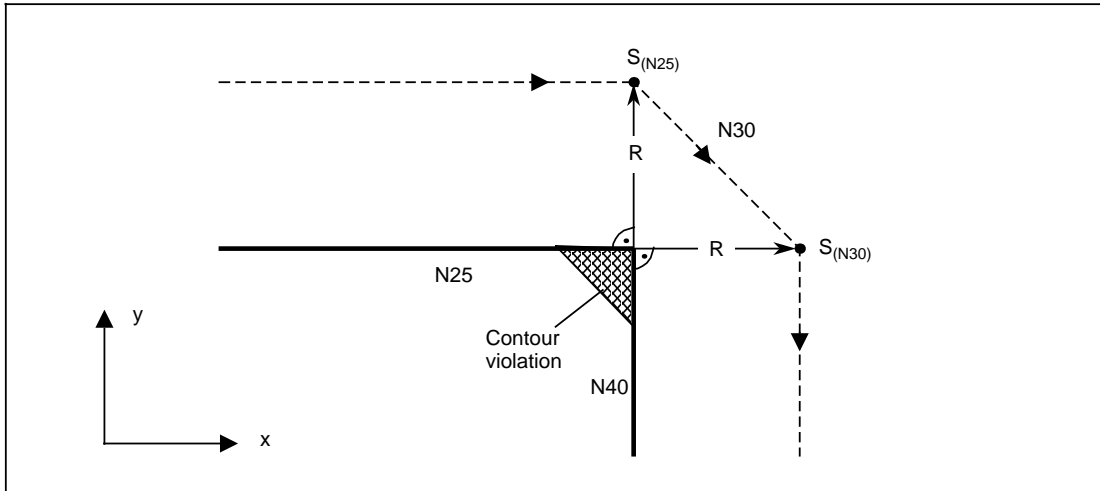 S(N25)
N30
R
R
S(N30)
N25
y
Contour
violation
N40
x